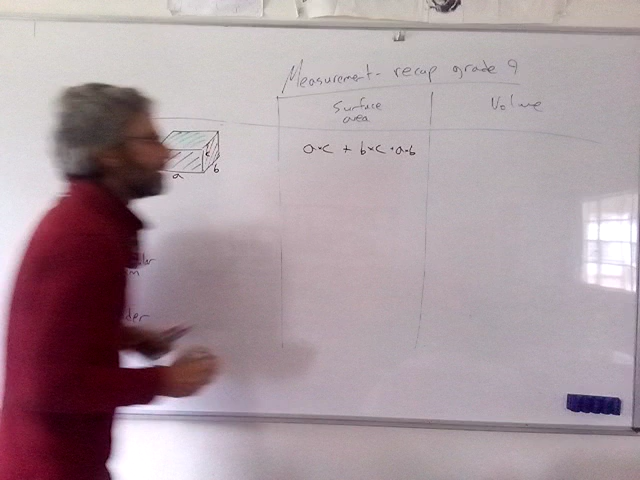 Measurement - recap grade 9
Surface
area
Volume
a×c + b×c + a×b
c
b
a